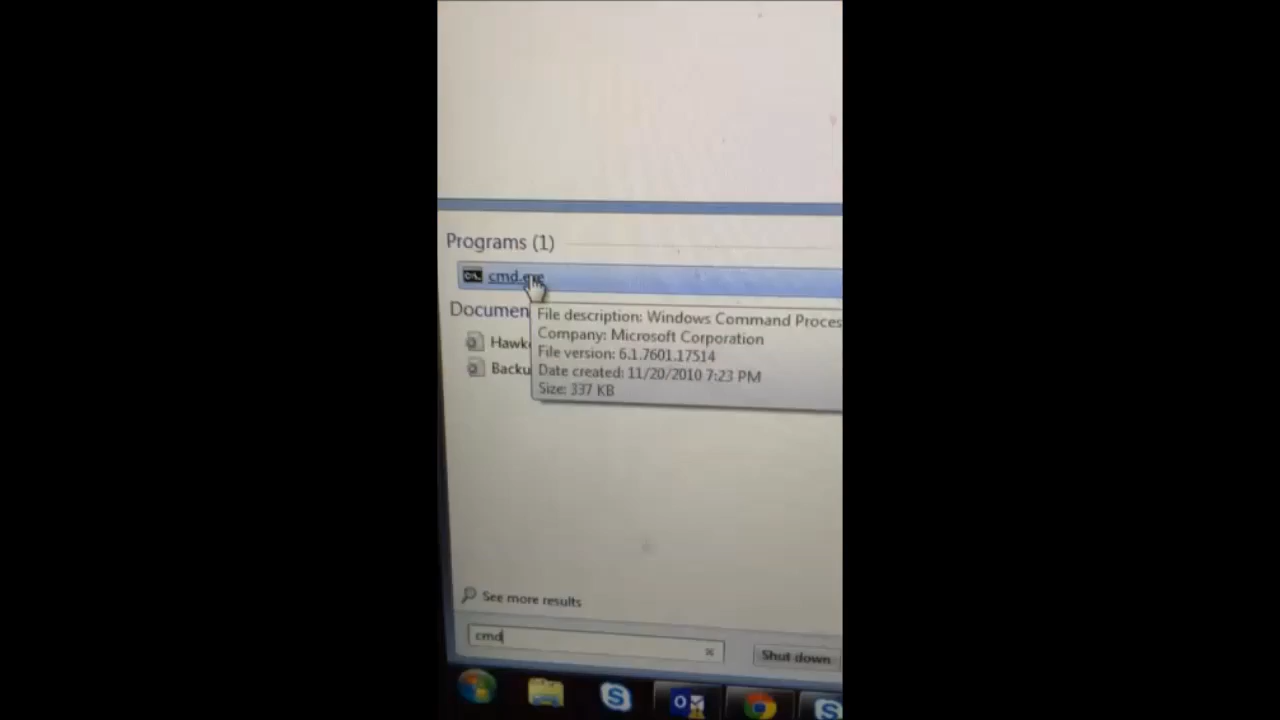 Programs (1)
cmd.exe
Documen
File description: Windows Command Proces
Company: Microsoft Corporation
Hawk
File version: 6.1.7601.17514
Backu
Date created: 11/20/2010 7:23 PM
Size: 337 KB
See more results
cmd
Shut down